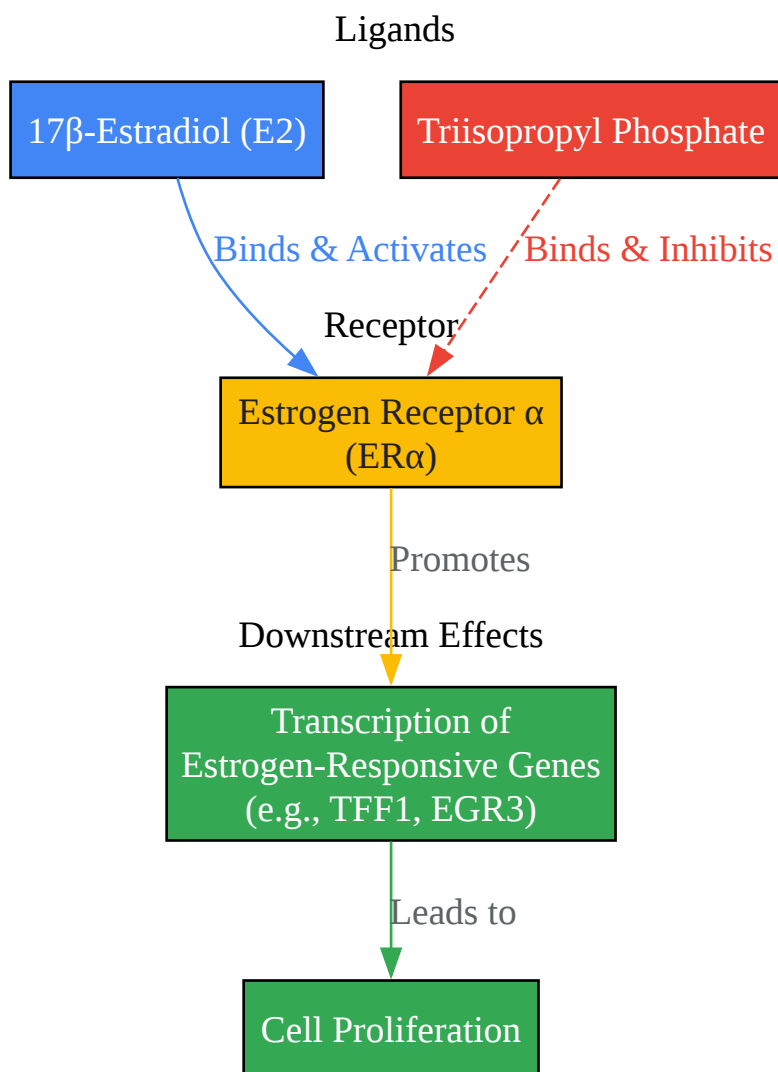 Ligands
17β-Estradiol (E2)
Triisopropyl Phosphate
Binds & Activates
Binds & Inhibits
Receptor
Estrogen Receptor α
(ERα)
Promotes
Downstream Effects
Transcription of
Estrogen-Responsive Genes
(e.g., TFF1, EGR3)
Leads to
Cell Proliferation